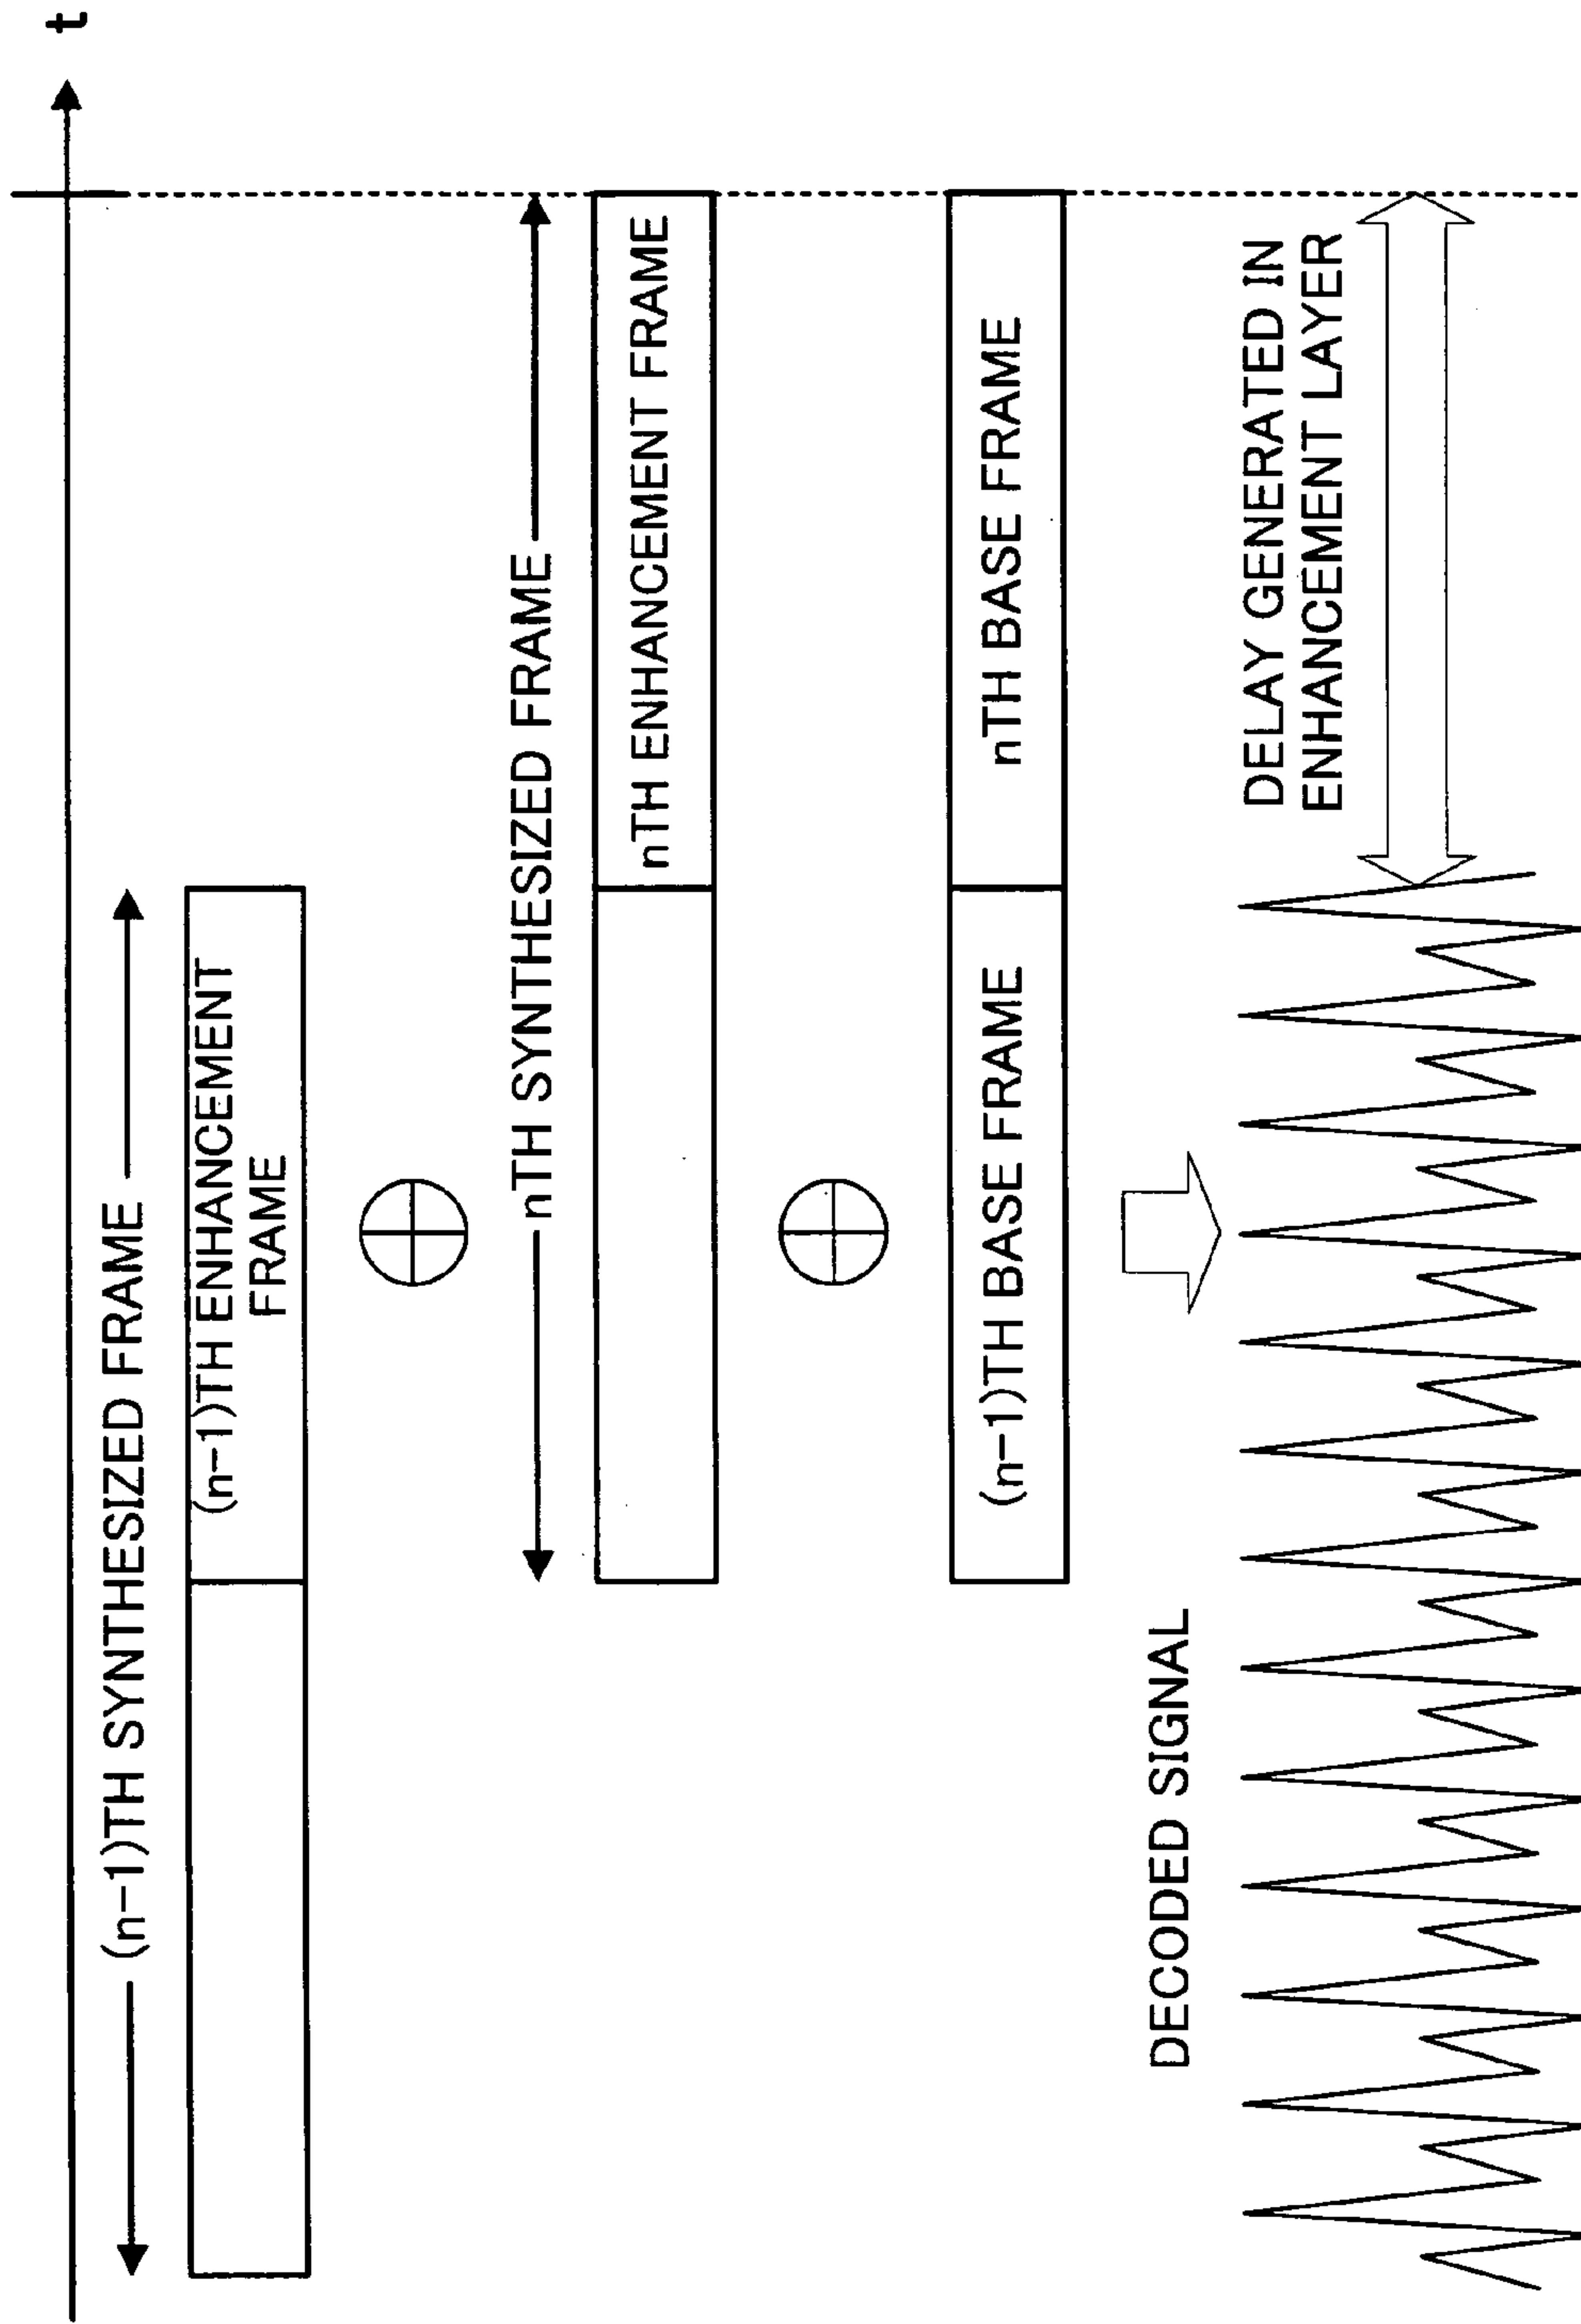 t
(n-1)TH SYNTHESIZED FRAME
(n-1)TH ENHANCEMENT
FRAME
nTH SYNTHESIZED FRAME
nTH ENHANCEMENT FRAME
(n-1)TH BASE FRAME
nTH BASE FRAME
DECODED SIGNAL
DELAY GENERATED IN
ENHANCEMENT LAYER